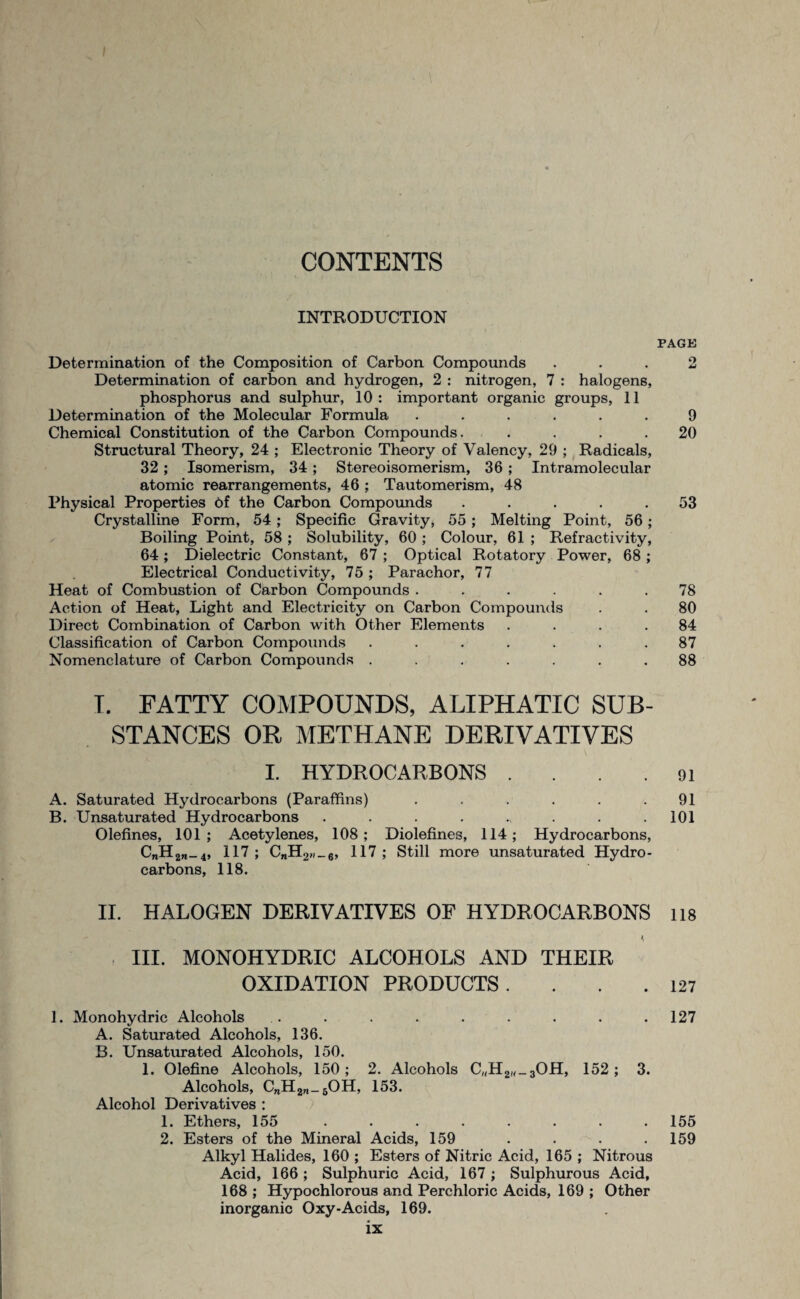 CONTENTS
INTRODUCTION
PAGE
Determination of the Composition of Carbon Compounds . . . 2
Determination of carbon and hydrogen, 2 : nitrogen, 7 : halogens,
phosphorus and sulphur, 10 : important organic groups, 11
Determination of the Molecular Formula . . . . . . 9
Chemical Constitution of the Carbon Compounds. . . . . 20
Structural Theory, 24 ; Electronic Theory of Valency, 29 ; Radicals,
32 ; Isomerism, 34 ; Stereoisomerism, 36 ; Intramolecular
atomic rearrangements, 46 ; Tautomerism, 48
Physical Properties of the Carbon Compounds . . . . . 53
Crystalline Form, 54 ; Specific Gravity, 55 ; Melting Point, 56 ;
Boiling Point, 58 ; Solubility, 60 ; Colour, 61 ; Refractivity,
64 ; Dielectric Constant, 67 ; Optical Rotatory Power, 68 ;
Electrical Conductivity, 75 ; Parachor, 77
Heat of Combustion of Carbon Compounds . . . . . . 78
Action of Heat, Light and Electricity on Carbon Compounds . . 80
Direct Combination of Carbon with Other Elements . . . . 84
Classification of Carbon Compounds . . . . . . . 87
Nomenclature of Carbon Compounds . . . . . . . 88
I. FATTY COMPOUNDS, ALIPHATIC SUB-
STANCES OR METHANE DERIVATIVES
I. HYDROCARBONS . . . . 91
A. Saturated Hydrocarbons (Paraffins) . . . . . . 91
B. Unsaturated Hydrocarbons . . . . . . . . 101
Olefines, 101 ; Acetylenes, 108 ; Diolefines, 114 ; Hydrocarbons,
CₙH₂ₙ₋₄, 117 ; CₙH₂ₙ₋₆, 117 ; Still more unsaturated Hydro-
carbons, 118.
II. HALOGEN DERIVATIVES OF HYDROCARBONS 118
III. MONOHYDRIC ALCOHOLS AND THEIR
OXIDATION PRODUCTS . . . . 127
1. Monohydric Alcohols . . . . . . . . . 127
A. Saturated Alcohols, 136.
B. Unsaturated Alcohols, 150.
1. Olefine Alcohols, 150 ; 2. Alcohols CₙH₂ₙ₋₃OH, 152 ; 3.
Alcohols, CₙH₂ₙ₋₅OH, 153.
Alcohol Derivatives :
1. Ethers, 155 . . . . . . . . 155
2. Esters of the Mineral Acids, 159 . . . . 159
Alkyl Halides, 160 ; Esters of Nitric Acid, 165 ; Nitrous
Acid, 166 ; Sulphuric Acid, 167 ; Sulphurous Acid,
168 ; Hypochlorous and Perchloric Acids, 169 ; Other
inorganic Oxy-Acids, 169.
ix